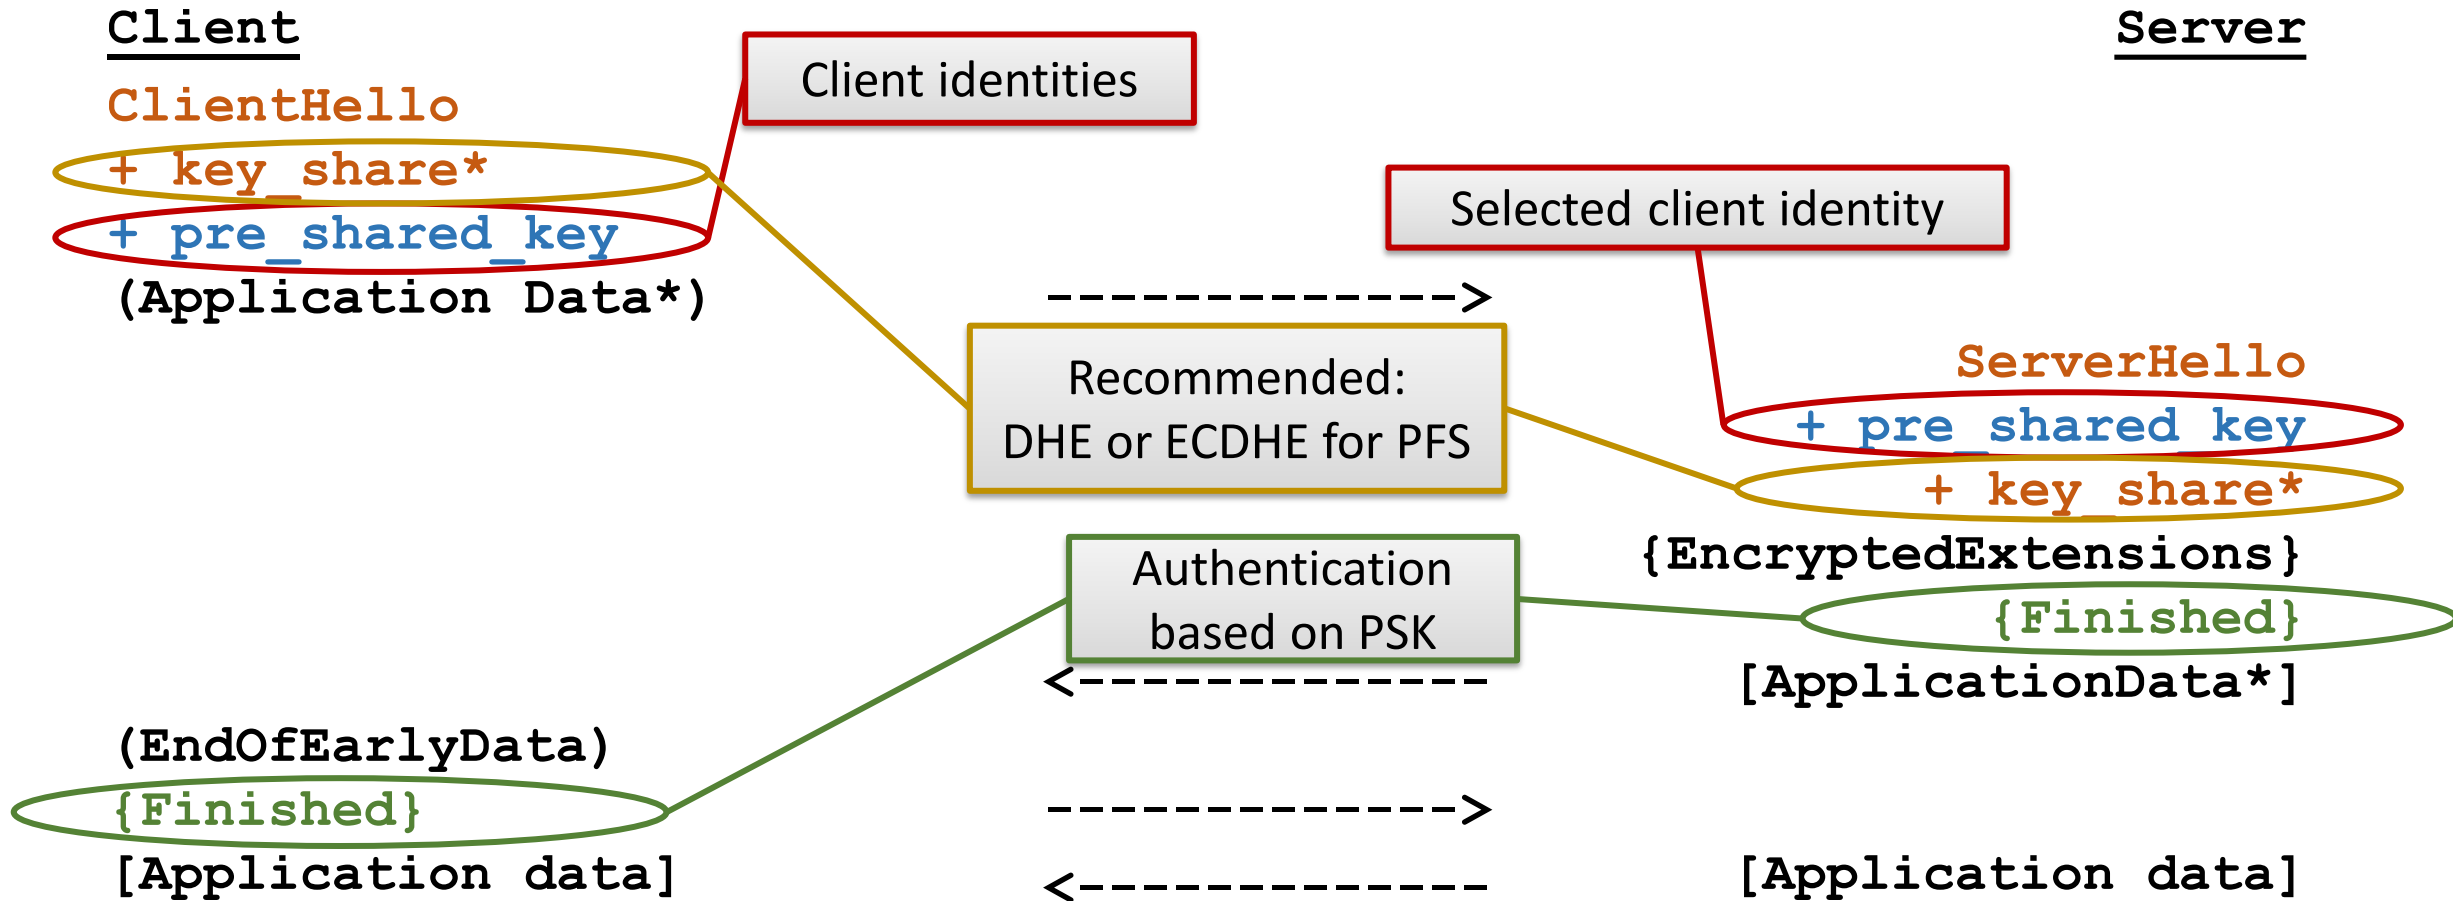 Client
Server
Client identities
ClientHello
+ key_share*
Selected client identity
+ pre_shared_key
(Application Data*)
-------------->
Recommended:
DHE or ECDHE for PFS
ServerHello
+ pre_shared_key
+ key_share*
Authentication
based on PSK
{EncryptedExtensions}
{Finished}
<--------------
[ApplicationData*]
(EndOfEarlyData)
{Finished}
-------------->
[Application data]
<--------------
[Application data]